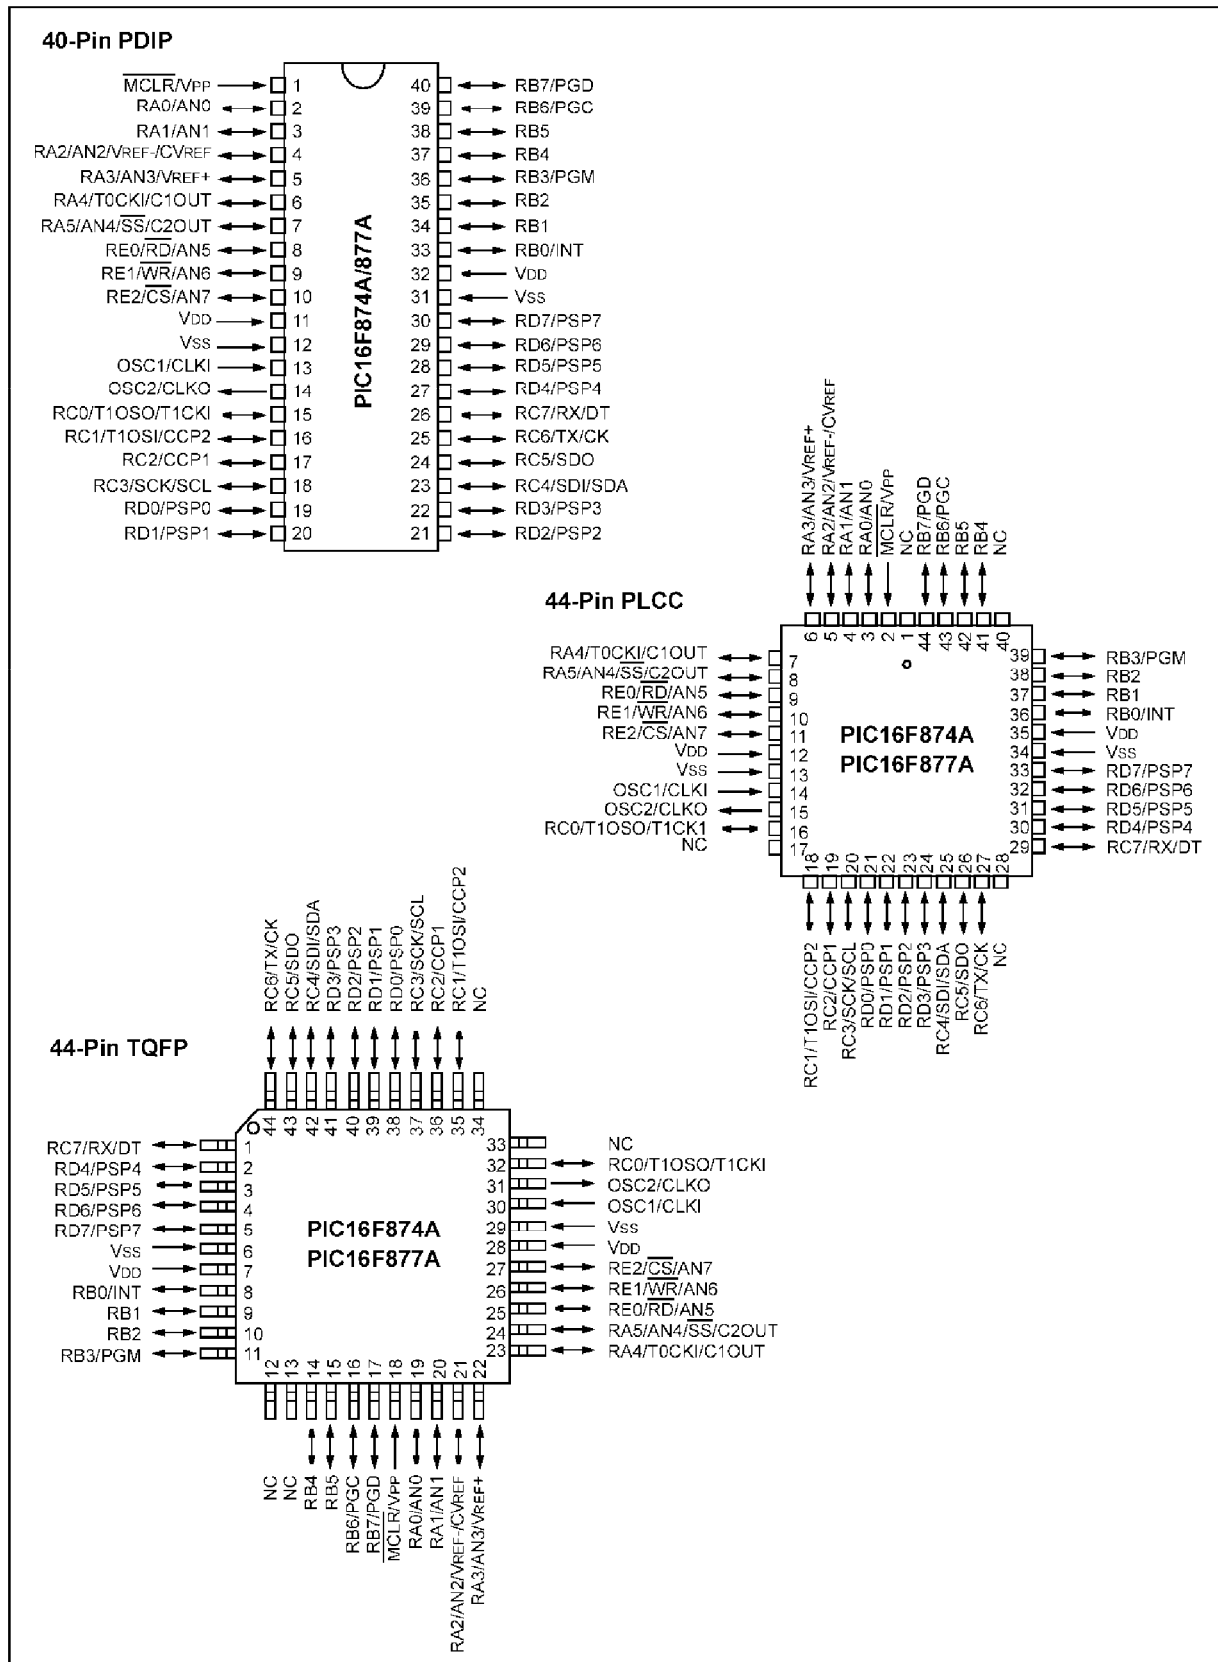 40-Pin PDIP
MCLR/VPP 1 40 RB7/PGD
RA0/AN0 2 39 RB6/PGC
RA1/AN1 3 38 RB5
RA2/AN2/VREF-/CVREF 4 37 RB4
RA3/AN3/VREF+ 5 36 RB3/PGM
RA4/T0CKI/C1OUT 6 35 RB2
RA5/AN4/SS/C2OUT 7 34 RB1
RE0/RD/AN5 8 33 RB0/INT
RE1/WR/AN6 9 32 VDD
RE2/CS/AN7 10 31 VSS
VDD 11 30 RD7/PSP7
VSS 12 29 RD6/PSP6
OSC1/CLKI 13 28 RD5/PSP5
OSC2/CLKO 14 27 RD4/PSP4
RC0/T1OSO/T1CKI 15 26 RC7/RX/DT
RC1/T1OSI/CCP2 16 25 RC6/TX/CK
RC2/CCP1 17 24 RC5/SDO
RC3/SCK/SCL 18 23 RC4/SDI/SDA
RD0/PSP0 19 22 RD3/PSP3
RD1/PSP1 20 21 RD2/PSP2
PIC16F874A/877A
44-Pin PLCC
RA3/AN3/VREF+
RA2/AN2/VREF-/CVREF
RA1/AN1
RA0/AN0
MCLR/VPP
NC
RB7/PGD
RB6/PGC
RB5
RB4
NC
6 5 4 3 2 1 44 43 42 41 40
RA4/T0CKI/C1OUT 7 39 RB3/PGM
RA5/AN4/SS/C2OUT 8 38 RB2
RE0/RD/AN5 9 37 RB1
RE1/WR/AN6 10 36 RB0/INT
RE2/CS/AN7 11 35 VDD
VDD 12 34 VSS
VSS 13 33 RD7/PSP7
OSC1/CLKI 14 32 RD6/PSP6
OSC2/CLKO 15 31 RD5/PSP5
RC0/T1OSO/T1CK1 16 30 RD4/PSP4
NC 17 29 RC7/RX/DT
PIC16F874A
PIC16F877A
18 19 20 21 22 23 24 25 26 27 28
RC1/T1OSI/CCP2
RC2/CCP1
RC3/SCK/SCL
RD0/PSP0
RD1/PSP1
RD2/PSP2
RD3/PSP3
RC4/SDI/SDA
RC5/SDO
RC6/TX/CK
NC
44-Pin TQFP
RC6/TX/CK
RC5/SDO
RC4/SDI/SDA
RD3/PSP3
RD2/PSP2
RD1/PSP1
RD0/PSP0
RC3/SCK/SCL
RC2/CCP1
RC1/T1OSI/CCP2
NC
44 43 42 41 40 39 38 37 36 35 34
RC7/RX/DT 1 33 NC
RD4/PSP4 2 32 RC0/T1OSO/T1CKI
RD5/PSP5 3 31 OSC2/CLKO
RD6/PSP6 4 30 OSC1/CLKI
RD7/PSP7 5 29 VSS
VSS 6 28 VDD
VDD 7 27 RE2/CS/AN7
RB0/INT 8 26 RE1/WR/AN6
RB1 9 25 RE0/RD/AN5
RB2 10 24 RA5/AN4/SS/C2OUT
RB3/PGM 11 23 RA4/T0CKI/C1OUT
PIC16F874A
PIC16F877A
12 13 14 15 16 17 18 19 20 21 22
NC
NC
RB4
RB5
RB6/PGC
RB7/PGD
MCLR/VPP
RA0/AN0
RA1/AN1
RA2/AN2/VREF-/CVREF
RA3/AN3/VREF+